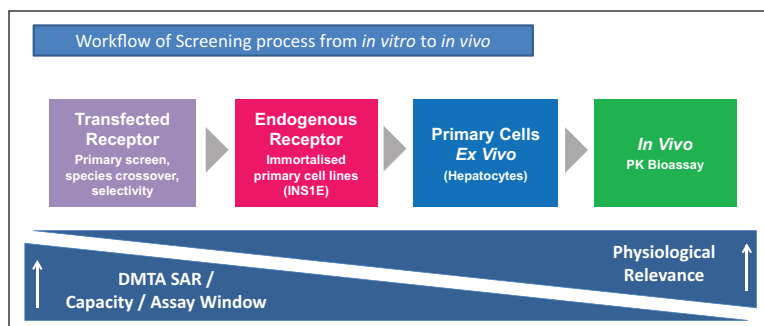 Workflow of Screening process from in vitro to in vivo
Transfected
Receptor
Primary screen,
species crossover,
selectivity
Endogenous
Receptor
Immortalised
primary cell lines
(INS1E)
Primary Cells
Ex Vivo
(Hepatocytes)
In Vivo
PK Bioassay
DMTA SAR /
Capacity / Assay Window
Physiological
Relevance